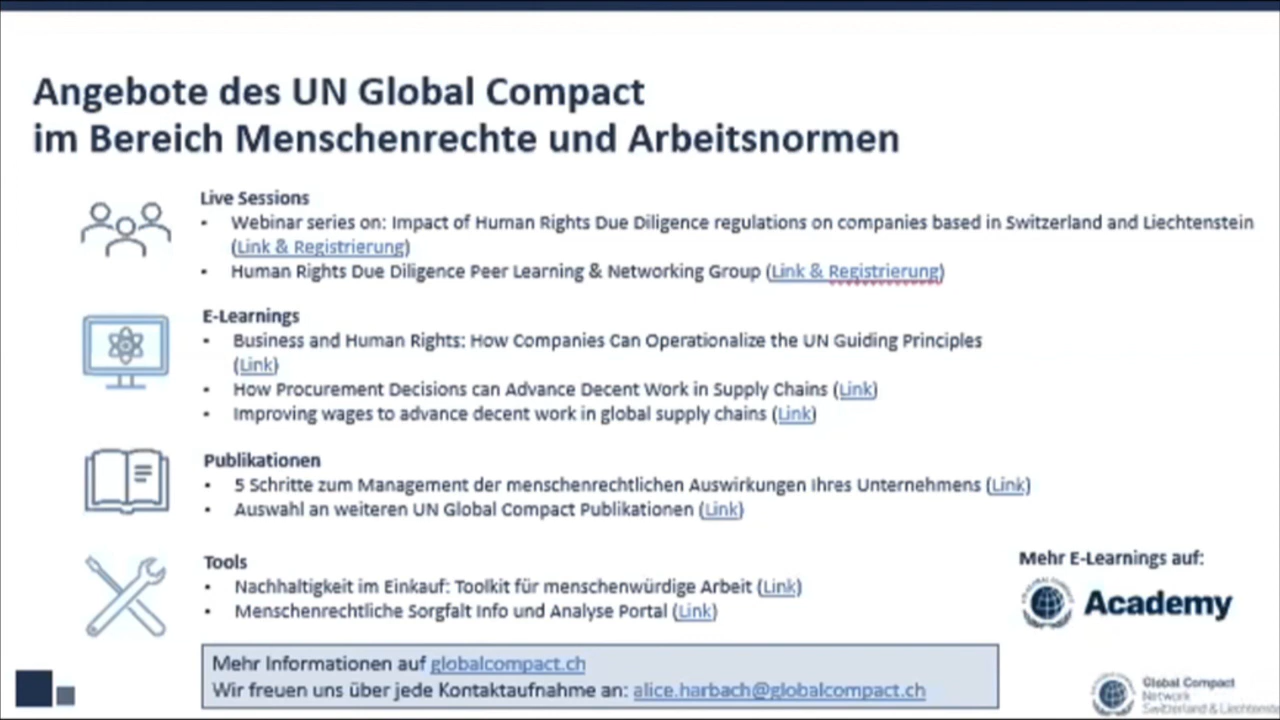 Angebote des UN Global Compact
im Bereich Menschenrechte und Arbeitsnormen
Live Sessions
• Webinar series on: Impact of Human Rights Due Diligence regulations on companies based in Switzerland and Liechtenstein
(Link & Registrierung)
• Human Rights Due Diligence Peer Learning & Networking Group (Link & Registrierung)
E-Learnings
• Business and Human Rights: How Companies Can Operationalize the UN Guiding Principles
(Link)
• How Procurement Decisions can Advance Decent Work in Supply Chains (Link)
• Improving wages to advance decent work in global supply chains (Link)
Publikationen
• 5 Schritte zum Management der menschenrechtlichen Auswirkungen Ihres Unternehmens (Link)
• Auswahl an weiteren UN Global Compact Publikationen (Link)
Tools
• Nachhaltigkeit im Einkauf: Toolkit für menschenwürdige Arbeit (Link)
• Menschenrechtliche Sorgfalt Info und Analyse Portal (Link)
Mehr E-Learnings auf:
Academy
Mehr Informationen auf globalcompact.ch
Wir freuen uns über jede Kontaktaufnahme an: alice.harbach@globalcompact.ch
Global Compact
Network
Switzerland & Liechtenste